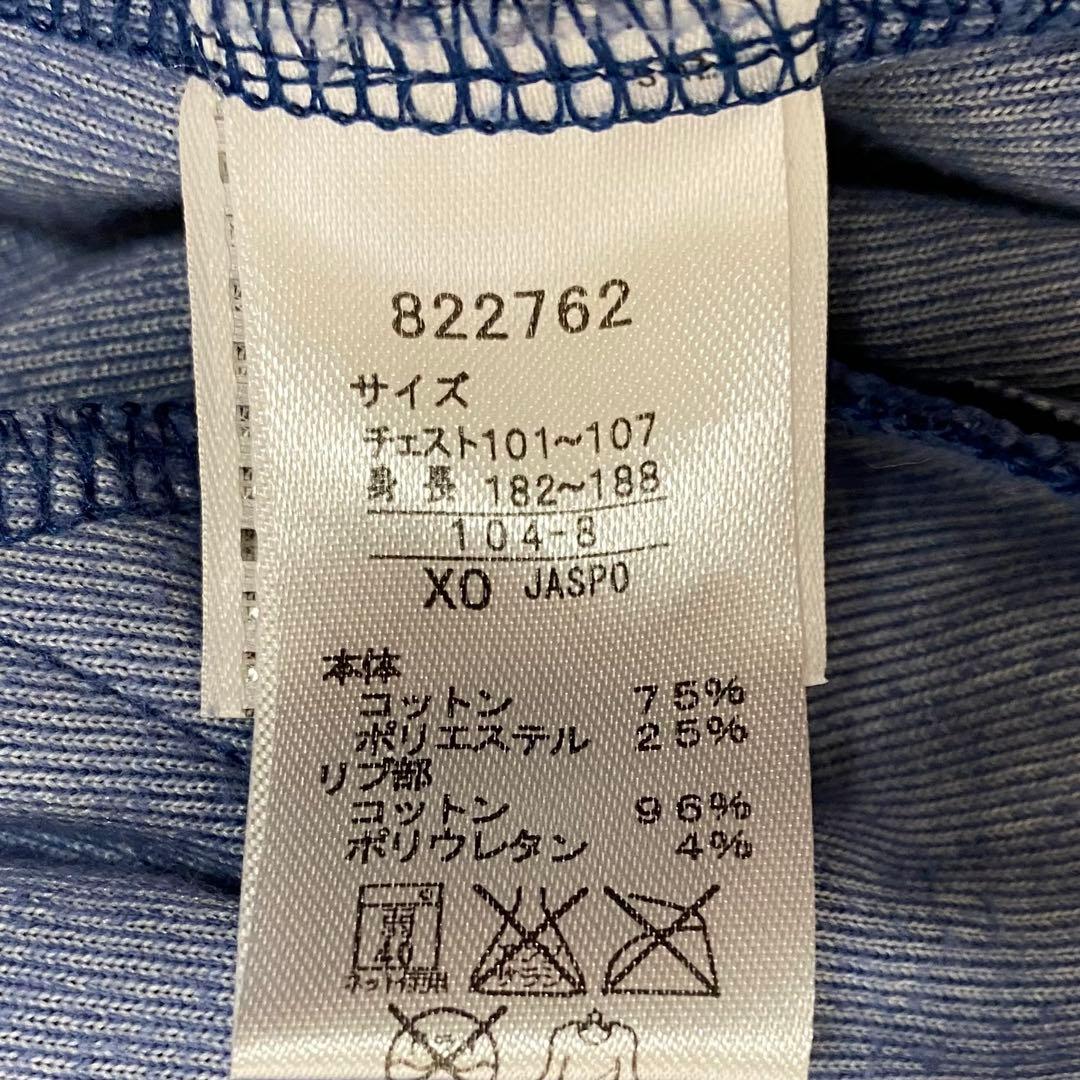 822762
サイズ
チェスト101～107
身長 182～188
104-8
XO JASPO
本体
コットン 75%
ポリエステル 25%
リブ部
コットン 96%
ポリウレタン 4%
弱
40
ネット使用
エンソ
サラシ